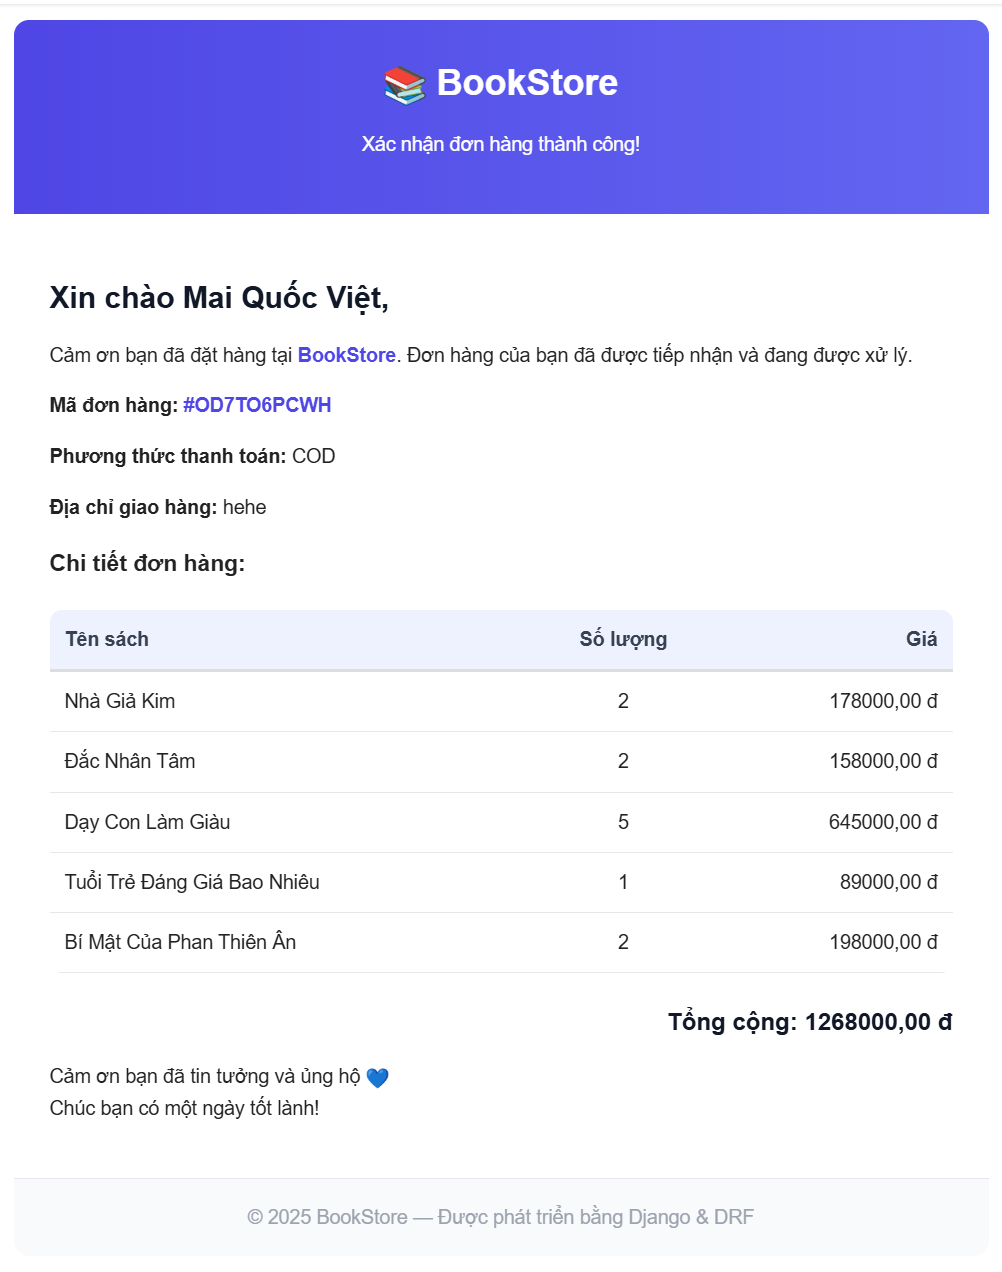 📚 BookStore
Xác nhận đơn hàng thành công!
Xin chào Mai Quốc Việt,
Cảm ơn bạn đã đặt hàng tại BookStore. Đơn hàng của bạn đã được tiếp nhận và đang được xử lý.
Mã đơn hàng: #OD7TO6PCWH
Phương thức thanh toán: COD
Địa chỉ giao hàng: hehe
Chi tiết đơn hàng:
Tên sách Số lượng Giá
Nhà Giả Kim 2 178000,00 đ
Đắc Nhân Tâm 2 158000,00 đ
Dạy Con Làm Giàu 5 645000,00 đ
Tuổi Trẻ Đáng Giá Bao Nhiêu 1 89000,00 đ
Bí Mật Của Phan Thiên Ân 2 198000,00 đ
Tổng cộng: 1268000,00 đ
Cảm ơn bạn đã tin tưởng và ủng hộ 💙
Chúc bạn có một ngày tốt lành!
© 2025 BookStore — Được phát triển bằng Django & DRF